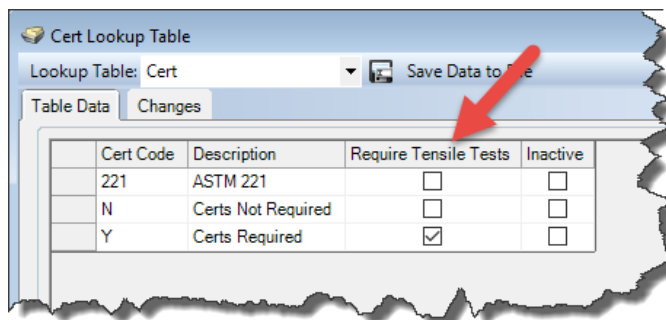 Cert Lookup Table
Lookup Table: Cert Save Data to
Table Data Changes
Cert Code Description Require Tensile Tests Inactive
221 ASTM 221
N Certs Not Required
Y Certs Required